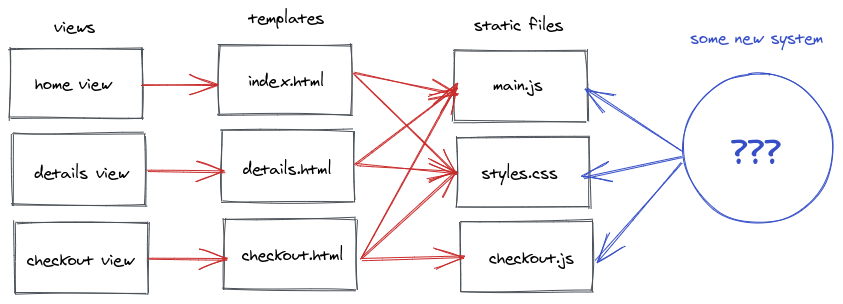 views
templates
static files
some new system
home view
index.html
main.js
details view
details.html
styles.css
???
checkout view
checkout.html
checkout.js